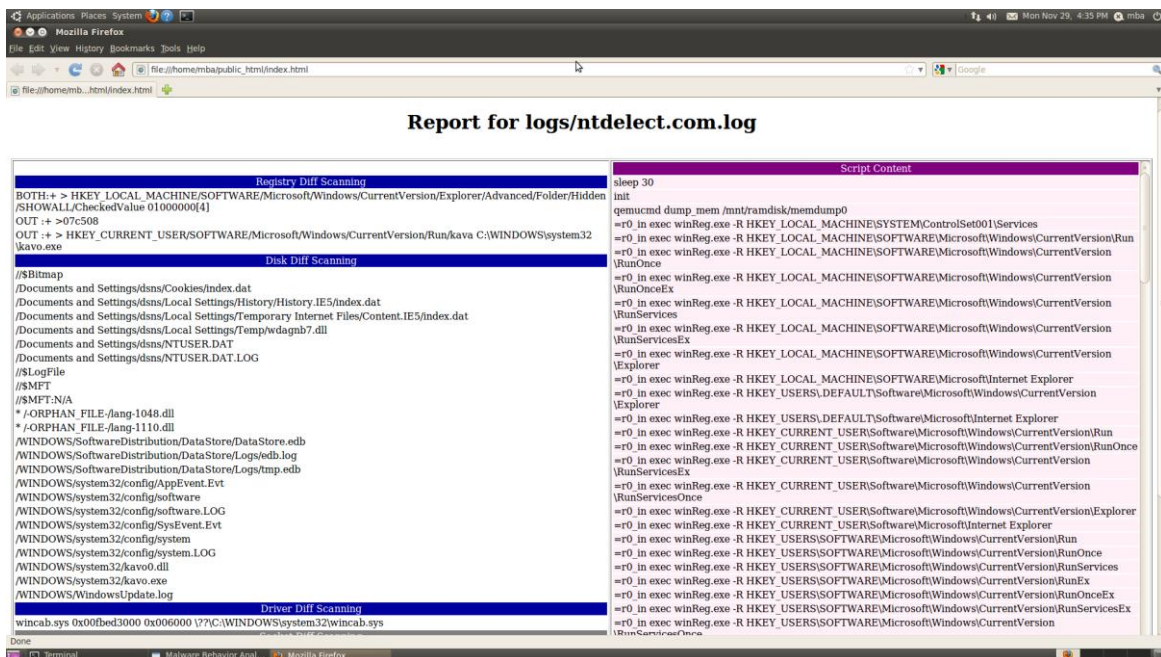 Applications Places System
Mon Nov 29, 4:35 PM mba
Mozilla Firefox
File Edit View History Bookmarks Tools Help
file:///home/mba/public_html/index.html
Google
file:///home/mb...html/index.html
Report for logs/ntdelect.com.log
Registry Diff Scanning
BOTH:+ > HKEY_LOCAL_MACHINE/SOFTWARE/Microsoft/Windows/CurrentVersion/Explorer/Advanced/Folder/Hidden
/SHOWALL/CheckedValue 01000000[4]
OUT :+ >07c508
OUT :+ > HKEY_CURRENT_USER/SOFTWARE/Microsoft/Windows/CurrentVersion/Run/kava C:\WINDOWS\system32
\kavo.exe
Disk Diff Scanning
//$Bitmap
/Documents and Settings/dsns/Cookies/index.dat
/Documents and Settings/dsns/Local Settings/History/History.IE5/index.dat
/Documents and Settings/dsns/Local Settings/Temporary Internet Files/Content.IE5/index.dat
/Documents and Settings/dsns/Local Settings/Temp/wdagnb7.dll
/Documents and Settings/dsns/NTUSER.DAT
/Documents and Settings/dsns/NTUSER.DAT.LOG
//$LogFile
//$MFT
//$MFT:N/A
* /-ORPHAN_FILE-/lang-1048.dll
* /-ORPHAN_FILE-/lang-1110.dll
/WINDOWS/SoftwareDistribution/DataStore/DataStore.edb
/WINDOWS/SoftwareDistribution/DataStore/Logs/edb.log
/WINDOWS/SoftwareDistribution/DataStore/Logs/tmp.edb
/WINDOWS/system32/config/AppEvent.Evt
/WINDOWS/system32/config/software
/WINDOWS/system32/config/software.LOG
/WINDOWS/system32/config/SysEvent.Evt
/WINDOWS/system32/config/system
/WINDOWS/system32/config/system.LOG
/WINDOWS/system32/kavo0.dll
/WINDOWS/system32/kavo.exe
/WINDOWS/WindowsUpdate.log
Driver Diff Scanning
wincab.sys 0x00fbed3000 0x006000 \??\C:\WINDOWS\system32\wincab.sys
Script Content
sleep 30
init
qemucmd dump_mem /mnt/ramdisk/memdump0
=r0_in exec winReg.exe -R HKEY_LOCAL_MACHINE\SYSTEM\ControlSet001\Services
=r0_in exec winReg.exe -R HKEY_LOCAL_MACHINE\SOFTWARE\Microsoft\Windows\CurrentVersion\Run
=r0_in exec winReg.exe -R HKEY_LOCAL_MACHINE\SOFTWARE\Microsoft\Windows\CurrentVersion
\RunOnce
=r0_in exec winReg.exe -R HKEY_LOCAL_MACHINE\SOFTWARE\Microsoft\Windows\CurrentVersion
\RunOnceEx
=r0_in exec winReg.exe -R HKEY_LOCAL_MACHINE\SOFTWARE\Microsoft\Windows\CurrentVersion
\RunServices
=r0_in exec winReg.exe -R HKEY_LOCAL_MACHINE\SOFTWARE\Microsoft\Windows\CurrentVersion
\RunServicesEx
=r0_in exec winReg.exe -R HKEY_LOCAL_MACHINE\SOFTWARE\Microsoft\Windows\CurrentVersion
\Explorer
=r0_in exec winReg.exe -R HKEY_LOCAL_MACHINE\SOFTWARE\Microsoft\Internet Explorer
=r0_in exec winReg.exe -R HKEY_USERS\.DEFAULT\Software\Microsoft\Windows\CurrentVersion
\Explorer
=r0_in exec winReg.exe -R HKEY_USERS\.DEFAULT\Software\Microsoft\Internet Explorer
=r0_in exec winReg.exe -R HKEY_CURRENT_USER\Software\Microsoft\Windows\CurrentVersion\Run
=r0_in exec winReg.exe -R HKEY_CURRENT_USER\Software\Microsoft\Windows\CurrentVersion\RunOnce
=r0_in exec winReg.exe -R HKEY_CURRENT_USER\Software\Microsoft\Windows\CurrentVersion
\RunServicesEx
=r0_in exec winReg.exe -R HKEY_CURRENT_USER\Software\Microsoft\Windows\CurrentVersion
\RunServicesOnce
=r0_in exec winReg.exe -R HKEY_CURRENT_USER\Software\Microsoft\Windows\CurrentVersion\Explorer
=r0_in exec winReg.exe -R HKEY_CURRENT_USER\Software\Microsoft\Internet Explorer
=r0_in exec winReg.exe -R HKEY_USERS\SOFTWARE\Microsoft\Windows\CurrentVersion\Run
=r0_in exec winReg.exe -R HKEY_USERS\SOFTWARE\Microsoft\Windows\CurrentVersion\RunOnce
=r0_in exec winReg.exe -R HKEY_USERS\SOFTWARE\Microsoft\Windows\CurrentVersion\RunServices
=r0_in exec winReg.exe -R HKEY_USERS\SOFTWARE\Microsoft\Windows\CurrentVersion\RunEx
=r0_in exec winReg.exe -R HKEY_USERS\SOFTWARE\Microsoft\Windows\CurrentVersion\RunOnceEx
=r0_in exec winReg.exe -R HKEY_USERS\SOFTWARE\Microsoft\Windows\CurrentVersion\RunServicesEx
=r0_in exec winReg.exe -R HKEY_USERS\SOFTWARE\Microsoft\Windows\CurrentVersion
\RunServicesOnce
Done
Terminal
Malware Behavior Anal
Mozilla Firefox